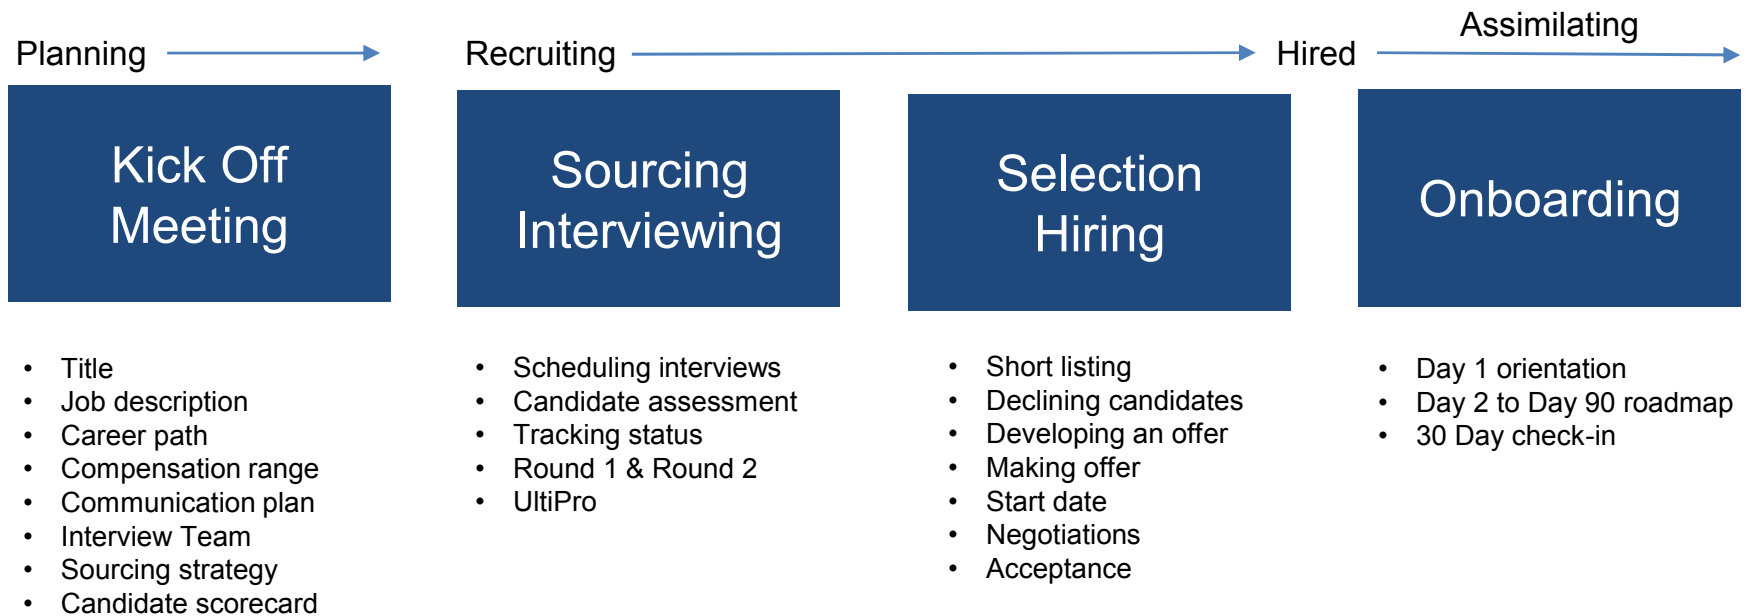 Planning
Recruiting
Hired
Assimilating
Kick Off
Meeting
Sourcing
Interviewing
Selection
Hiring
Onboarding
• Title
• Job description
• Career path
• Compensation range
• Communication plan
• Interview Team
• Sourcing strategy
• Candidate scorecard
• Scheduling interviews
• Candidate assessment
• Tracking status
• Round 1 & Round 2
• UltiPro
• Short listing
• Declining candidates
• Developing an offer
• Making offer
• Start date
• Negotiations
• Acceptance
• Day 1 orientation
• Day 2 to Day 90 roadmap
• 30 Day check-in